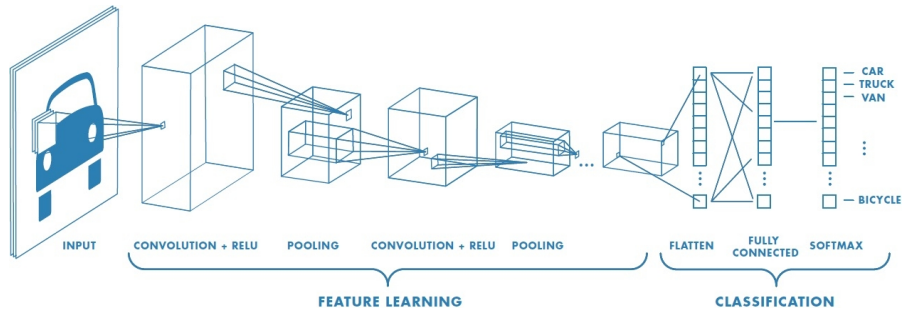 CAR
TRUCK
VAN
BICYCLE
INPUT
CONVOLUTION + RELU
POOLING
CONVOLUTION + RELU
POOLING
FLATTEN
FULLY
CONNECTED
SOFTMAX
FEATURE LEARNING
CLASSIFICATION